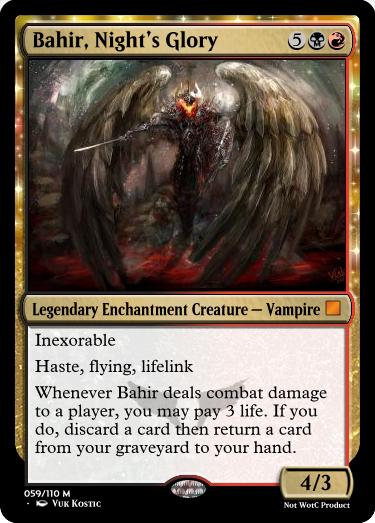 Bahir, Night's Glory 5
Legendary Enchantment Creature — Vampire
Inexorable
Haste, flying, lifelink
Whenever Bahir deals combat damage
to a player, you may pay 3 life. If you
do, discard a card then return a card
from your graveyard to your hand.
4/3
059/110 M
· Vuk Kostic
Not WotC Product